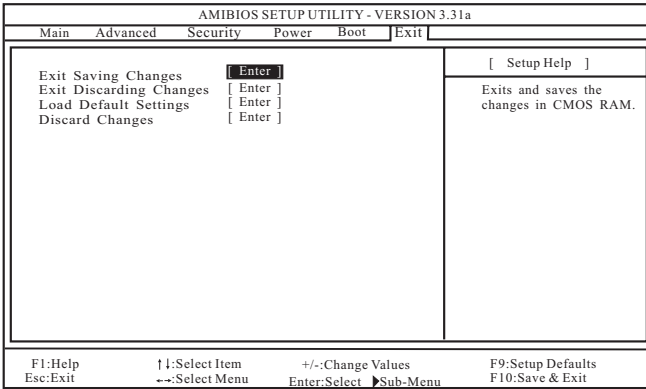 AMIBIOS SETUP UTILITY - VERSION 3.31a
Main Advanced Security Power Boot Exit
[ Setup Help ]
Exit Saving Changes [ Enter ]
Exit Discarding Changes [ Enter ]
Load Default Settings [ Enter ]
Discard Changes [ Enter ]
Exits and saves the
changes in CMOS RAM.
F1:Help ↑↓:Select Item +/-:Change Values F9:Setup Defaults
Esc:Exit ←→:Select Menu Enter:Select ▶Sub-Menu F10:Save & Exit